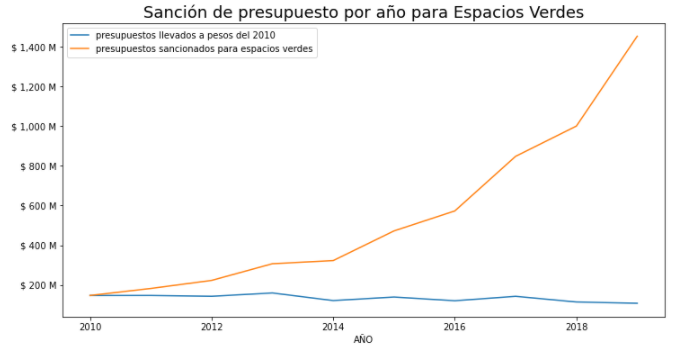 Sanción de presupuesto por año para Espacios Verdes
presupuestos llevados a pesos del 2010
presupuestos sancionados para espacios verdes
$ 1,400 M
$ 1,200 M
$ 1,000 M
$ 800 M
$ 600 M
$ 400 M
$ 200 M
2010 2012 2014 2016 2018
AÑO